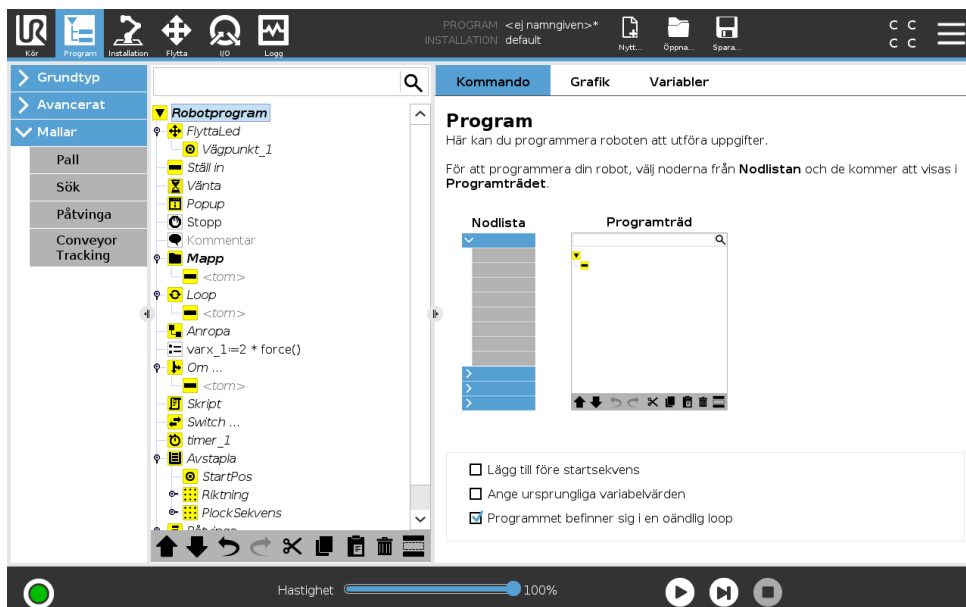 UR
PROGRAM <ej namngiven>*
INSTALLATION default
Kör Program Installation Flytta I/O Logg
Nytt... Öppna... Spara...
C C
C C
Grundtyp
Avancerat
Mallar
Pall
Sök
Påtvinga
Conveyor
Tracking
Robotprogram
FlyttaLed
Vägpunkt_1
Ställ in
Vänta
Popup
Stopp
Kommentar
Mapp
<tom>
Loop
<tom>
Anropa
varx_1:=2 * force()
Om ...
<tom>
Skript
Switch ...
timer_1
Avstapla
StartPos
Riktning
PlockSekvens
Påtvinga
Kommando Grafik Variabler
Program
Här kan du programmera roboten att utföra uppgifter.
För att programmera din robot, välj noderna från Nodlistan och de kommer att visas i
Programträdet.
Nodlista Programträd
Lägg till före startsekvens
Ange ursprungliga variabelvärden
Programmet befinner sig i en oändlig loop
Hastighet 100%